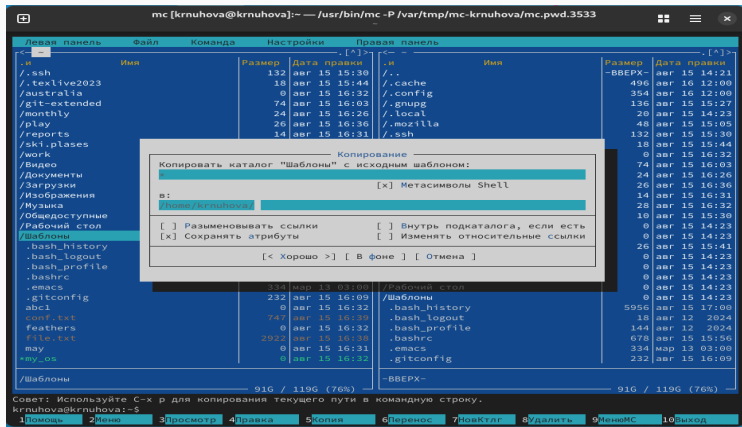 mc [krnuhova@krnuhova]:~ — /usr/bin/mc -P /var/tmp/mc-krnuhova/mc.pwd.3533
Левая панель Файл Команда Настройки Правая панель
<- ~ .[^]> <- ~ .[^]>
.и Имя Размер Дата правки .и Имя Размер Дата правки
/.ssh 132 авг 15 15:30 /.. -ВВЕРХ- авг 15 14:21
/.texlive2023 18 авг 15 15:44 /.cache 496 авг 16 12:00
/australia 0 авг 15 16:32 /.config 354 авг 16 12:00
/git-extended 74 авг 15 16:03 /.gnupg 136 авг 15 15:27
/monthly 24 авг 15 16:26 /.local 20 авг 15 14:23
/play 26 авг 15 16:36 /.mozilla 48 авг 15 15:05
/reports 14 авг 15 16:31 /.ssh 132 авг 15 15:30
/ski.plases 18 авг 15 15:44
/work 0 авг 15 16:32
/Видео 74 авг 15 16:03
/Документы 24 авг 15 16:26
/Загрузки 26 авг 15 16:36
/Изображения 14 авг 15 16:31
/Музыка 28 авг 15 16:32
/Общедоступные 10 авг 15 15:30
/Рабочий стол 0 авг 15 14:23
/Шаблоны 0 авг 15 14:23
.bash_history 26 авг 15 15:41
.bash_logout 0 авг 15 14:23
.bash_profile 0 авг 15 14:23
.bashrc 0 авг 15 14:23
Копирование
Копировать каталог "Шаблоны" с исходным шаблоном:
*
[x] Метасимволы Shell
в:
/home/krnuhova/
[ ] Разыменовывать ссылки [ ] Внутрь подкаталога, если есть
[x] Сохранять атрибуты [ ] Изменять относительные ссылки
[< Хорошо >] [ В фоне ] [ Отмена ]
.emacs 334 мар 13 03:00 /Рабочий стол 0 авг 15 14:23
.gitconfig 232 авг 15 16:09 /Шаблоны 0 авг 15 14:23
abc1 0 авг 15 16:32 .bash_history 5956 авг 15 17:00
conf.txt 747 авг 15 16:39 .bash_logout 18 авг 12 2024
feathers 0 авг 15 16:32 .bash_profile 144 авг 12 2024
file.txt 2922 авг 15 16:38 .bashrc 678 авг 15 15:56
may 0 авг 15 16:31 .emacs 334 мар 13 03:00
*my_os 0 авг 15 16:32 .gitconfig 232 авг 15 16:09
/Шаблоны -ВВЕРХ-
91G / 119G (76%) 91G / 119G (76%)
Совет: Используйте C-x p для копирования текущего пути в командную строку.
krnuhova@krnuhova:~$
1Помощь 2Меню 3Просмотр 4Правка 5Копия 6Перенос 7НовКтлг 8Удалить 9МенюМС 10Выход